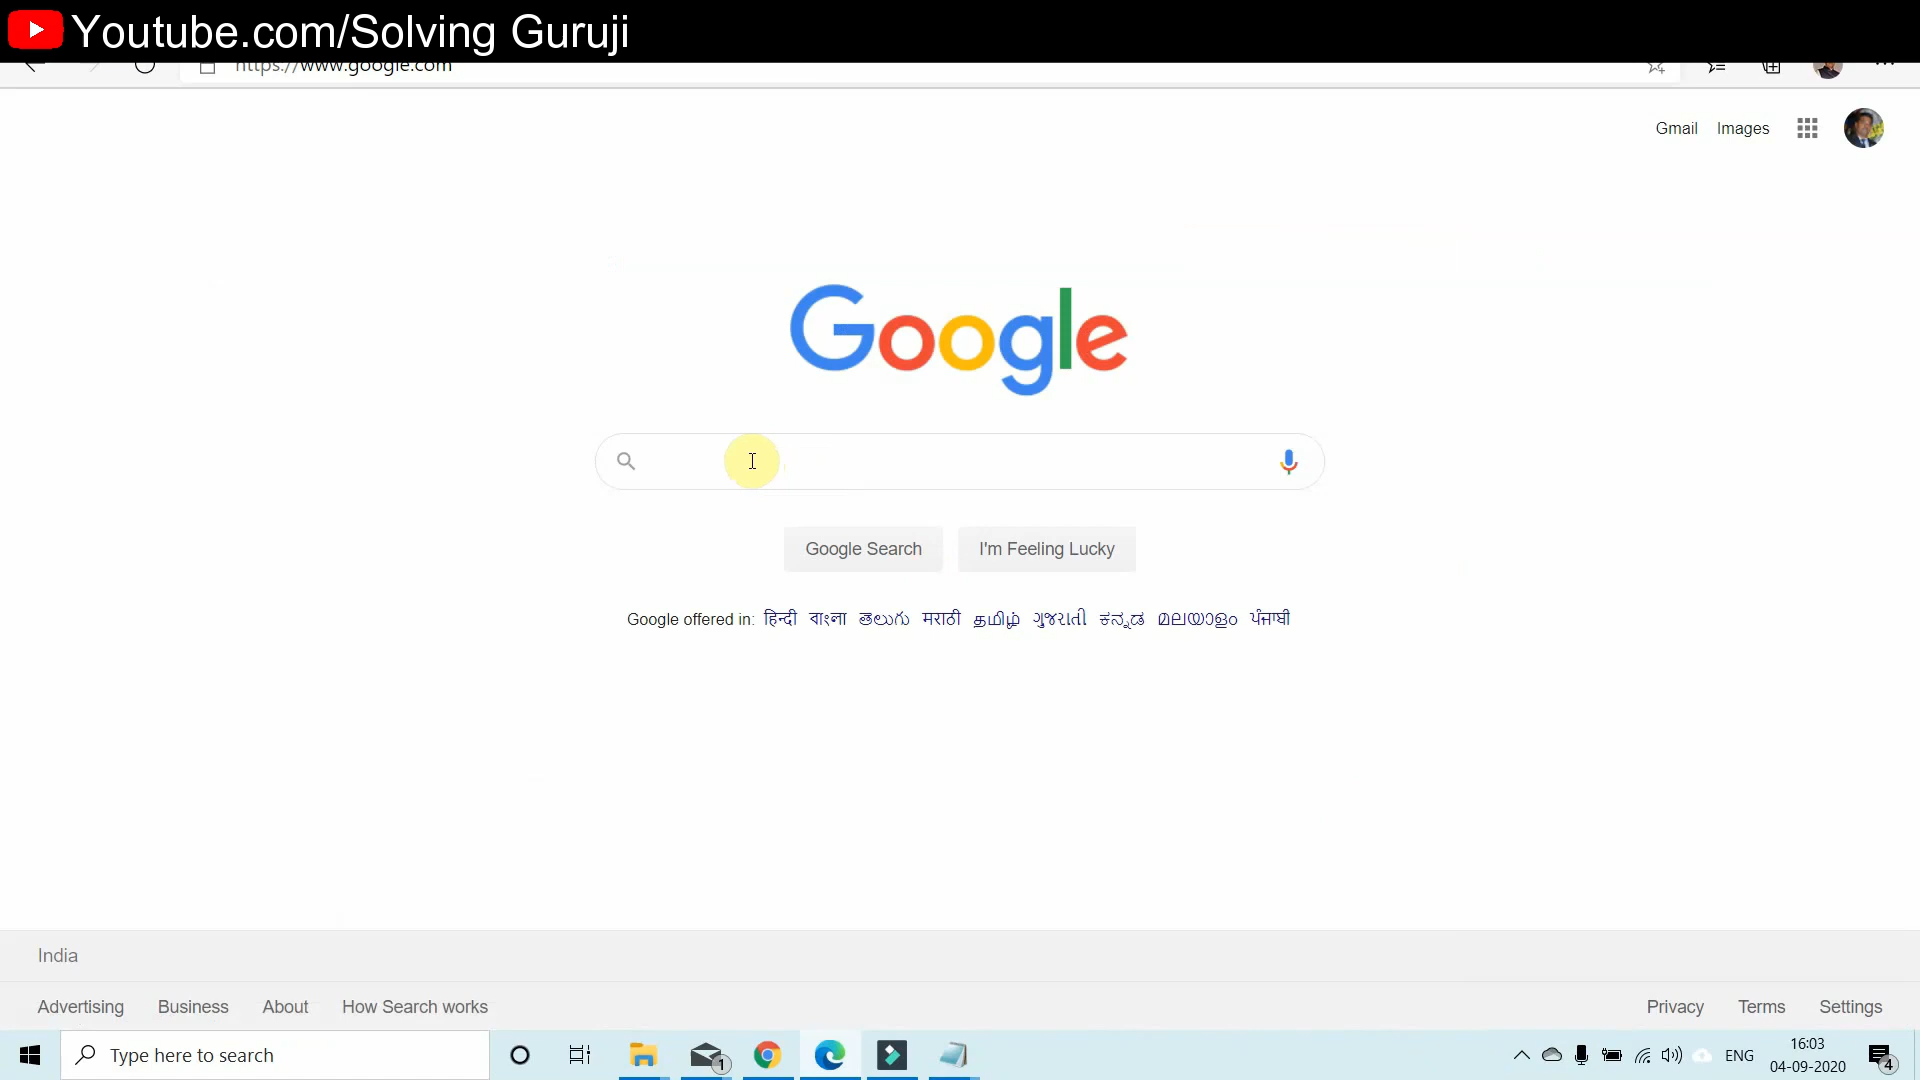 Youtube.com/Solving Guruji
https://www.google.com
Gmail Images
Google
Google Search I'm Feeling Lucky
Google offered in: हिन्दी বাংলা తెలుగు मराठी தமிழ் ગુજરાતી ಕನ್ನಡ മലയാളം ਪੰਜਾਬੀ
India
Advertising Business About How Search works Privacy Terms Settings
Type here to search 1 ENG 16:03 4
04-09-2020